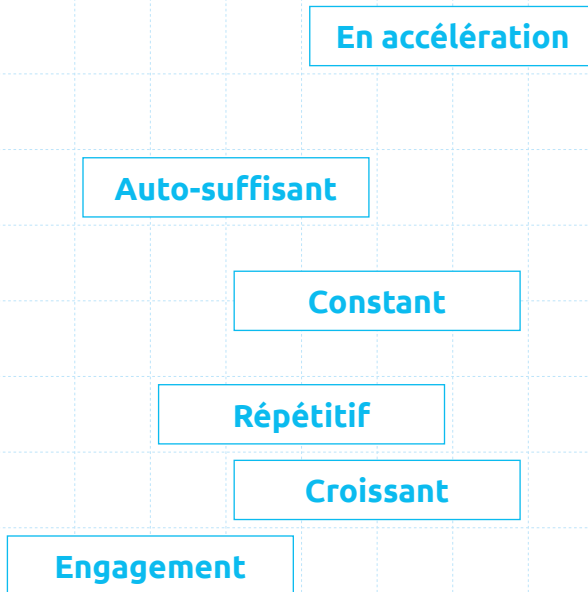 En accélération
Auto-suffisant
Constant
Répétitif
Croissant
Engagement